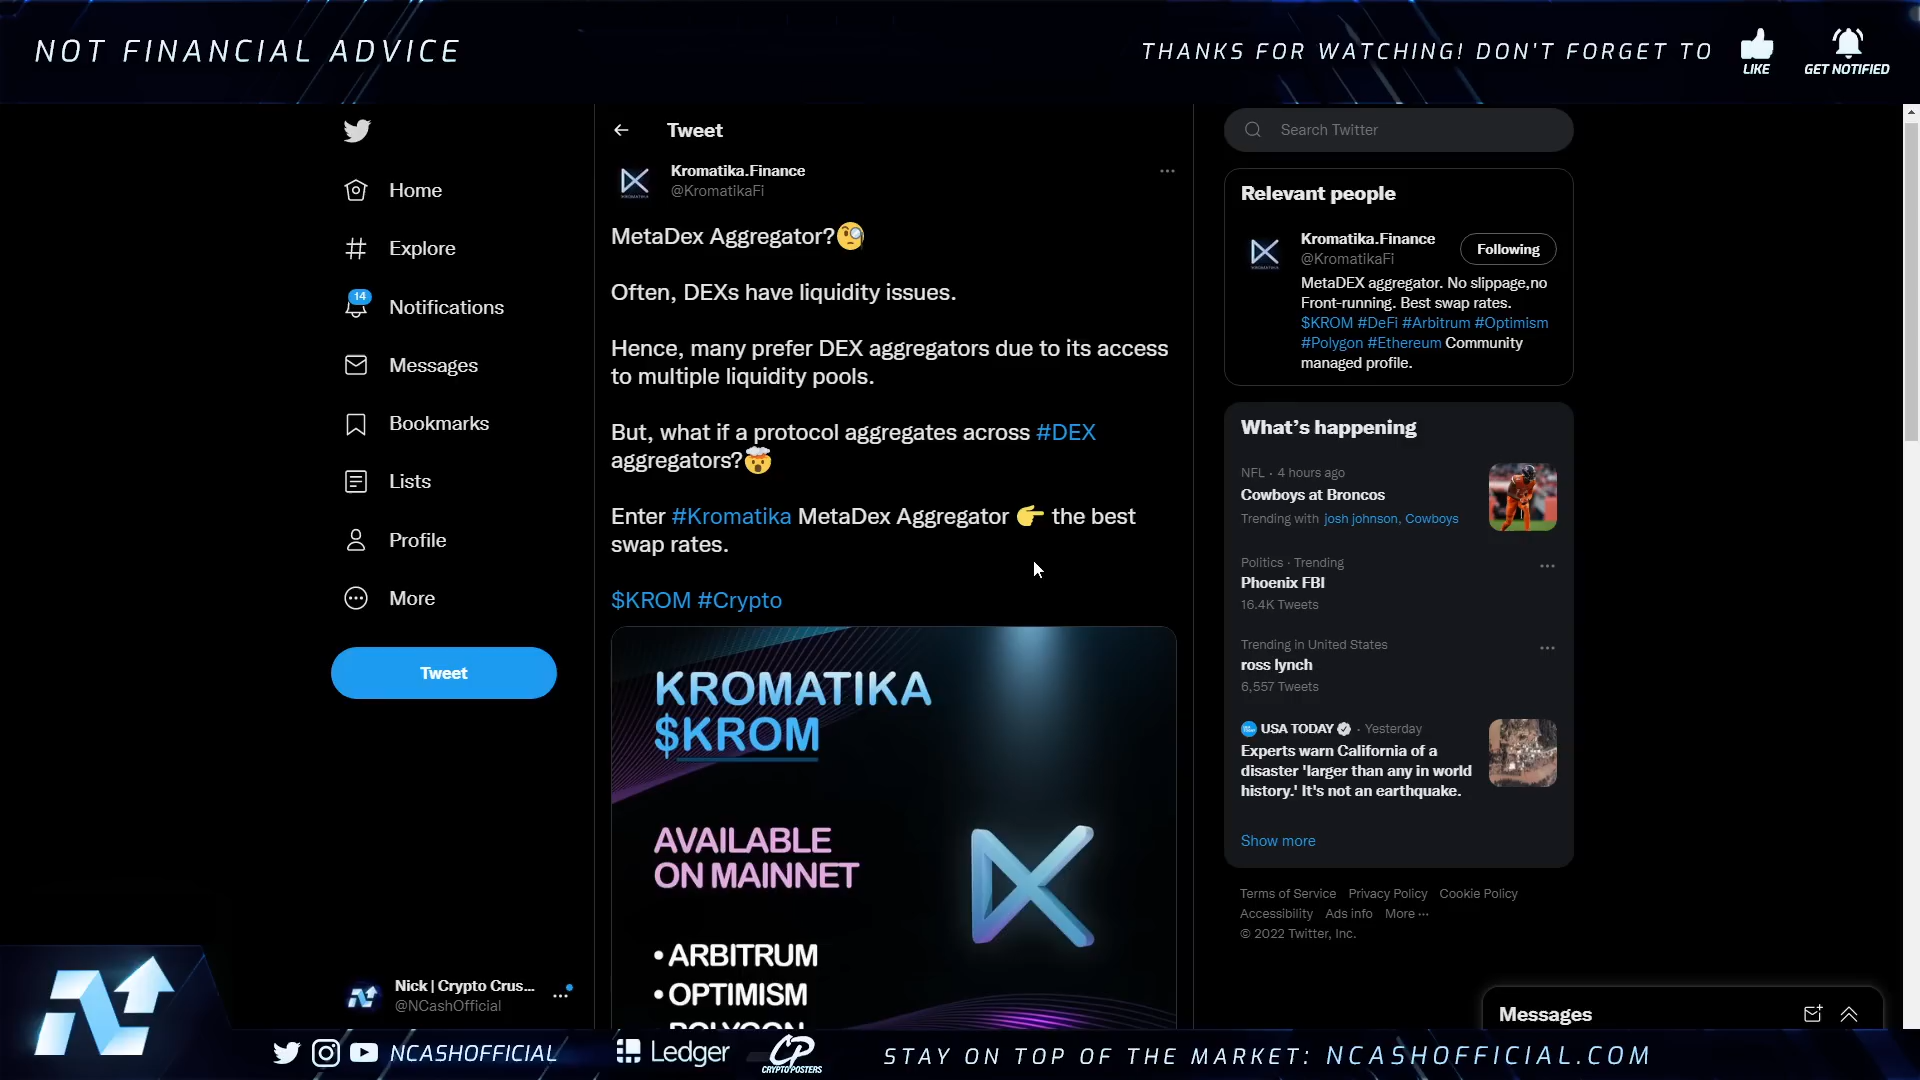 NOT FINANCIAL ADVICE
THANKS FOR WATCHING! DON'T FORGET TO
LIKE
GET NOTIFIED
Home
Explore
14
Notifications
Messages
Bookmarks
Lists
Profile
More
Tweet
Nick | Crypto Crus...
@NCashOfficial
Tweet
Kromatika.Finance
@KromatikaFi
MetaDex Aggregator?🧐
Often, DEXs have liquidity issues.
Hence, many prefer DEX aggregators due to its access
to multiple liquidity pools.
But, what if a protocol aggregates across #DEX
aggregators?🤯
Enter #Kromatika MetaDex Aggregator 👉 the best
swap rates.
$KROM #Crypto
KROMATIKA
$KROM
AVAILABLE
ON MAINNET
• ARBITRUM
• OPTIMISM
• POLYGON
KROMATIKA
Search Twitter
Relevant people
Kromatika.Finance
@KromatikaFi
Following
MetaDEX aggregator. No slippage,no
Front-running. Best swap rates.
$KROM #DeFi #Arbitrum #Optimism
#Polygon #Ethereum Community
managed profile.
What's happening
NFL · 4 hours ago
Cowboys at Broncos
Trending with josh johnson, Cowboys
Politics · Trending
Phoenix FBI
16.4K Tweets
Trending in United States
ross lynch
6,557 Tweets
USA TODAY · Yesterday
Experts warn California of a
disaster 'larger than any in world
history.' It's not an earthquake.
Show more
Terms of Service Privacy Policy Cookie Policy
Accessibility Ads info More ...
© 2022 Twitter, Inc.
Messages
NCASHOFFICIAL
Ledger
CP
CRYPTOPOSTERS
STAY ON TOP OF THE MARKET: NCASHOFFICIAL.COM